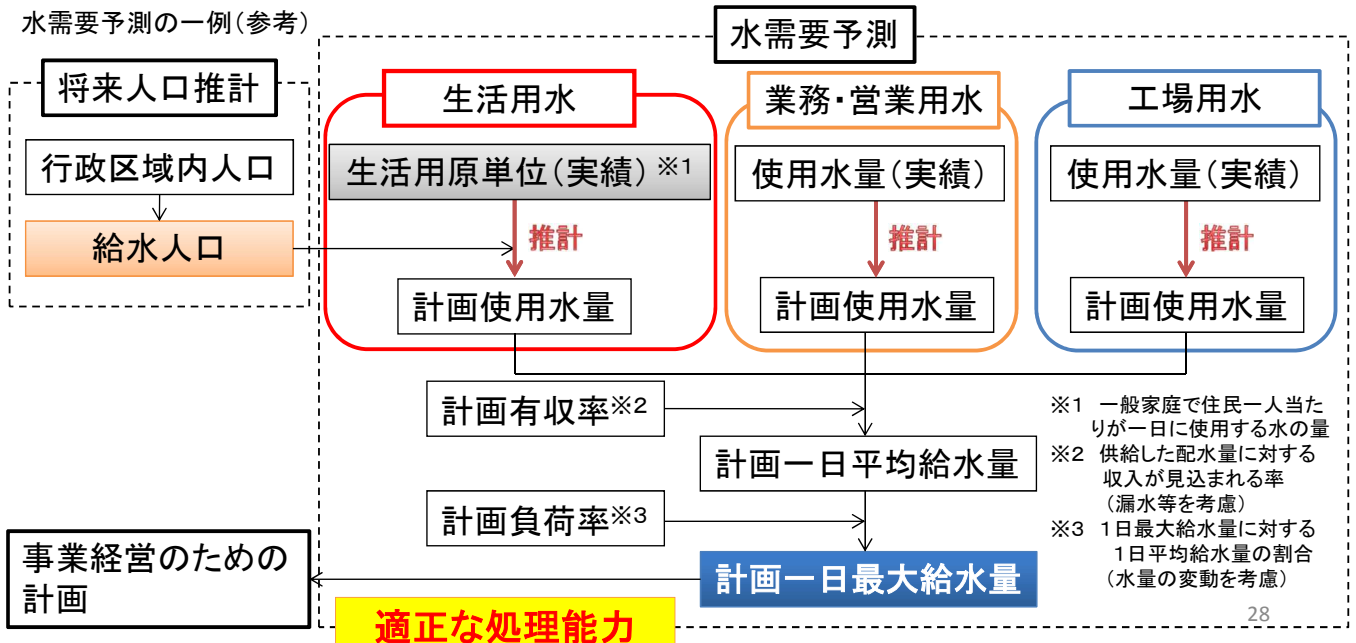 水需要予測の一例(参考)
水需要予測
将来人口推計
行政区域内人口
給水人口
生活用水
生活用原単位(実績)※1
推計
計画使用水量
業務・営業用水
使用水量(実績)
推計
計画使用水量
工場用水
使用水量(実績)
推計
計画使用水量
計画有収率※2
計画一日平均給水量
計画負荷率※3
計画一日最大給水量
事業経営のための
計画
適正な処理能力
※1 一般家庭で住民一人当た
りが一日に使用する水の量
※2 供給した配水量に対する
収入が見込まれる率
(漏水等を考慮)
※3 1日最大給水量に対する
1日平均給水量の割合
(水量の変動を考慮)
28